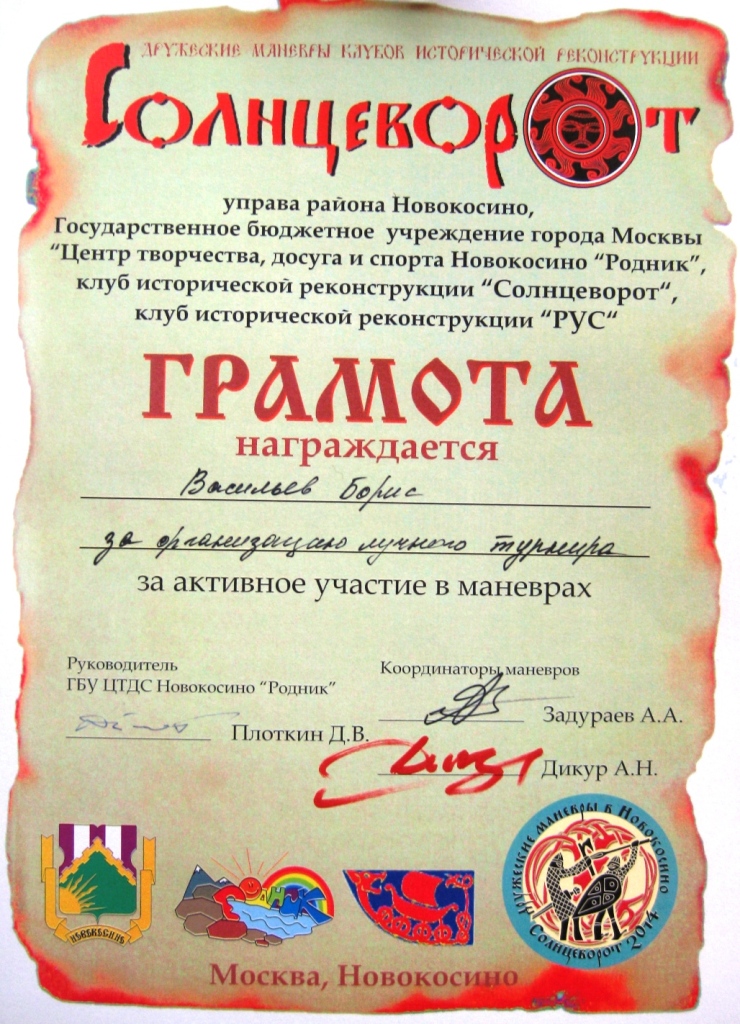 ДРУЖЕСКИЕ МАНЕВРЫ КЛУБОВ ИСТОРИЧЕСКОЙ РЕКОНСТРУКЦИИ
Солнцеворот
управа района Новокосино,
Государственное бюджетное учреждение города Москвы
“Центр творчества, досуга и спорта Новокосино “Родник”,
клуб исторической реконструкции “Солнцеворот“,
клуб исторической реконструкции “РУС“
ГРАМОТА
награждается
Васильев Борис
за организацию лучного турнира
за активное участие в маневрах
Руководитель
ГБУ ЦТДС Новокосино “Родник”
Плоткин Д.В.
Координаторы маневров
Задураев А.А.
Дикур А.Н.
НОВОКОСИНО
Родник
Дружеские маневры в Новокосино
Солнцеворот 2014
Москва, Новокосино